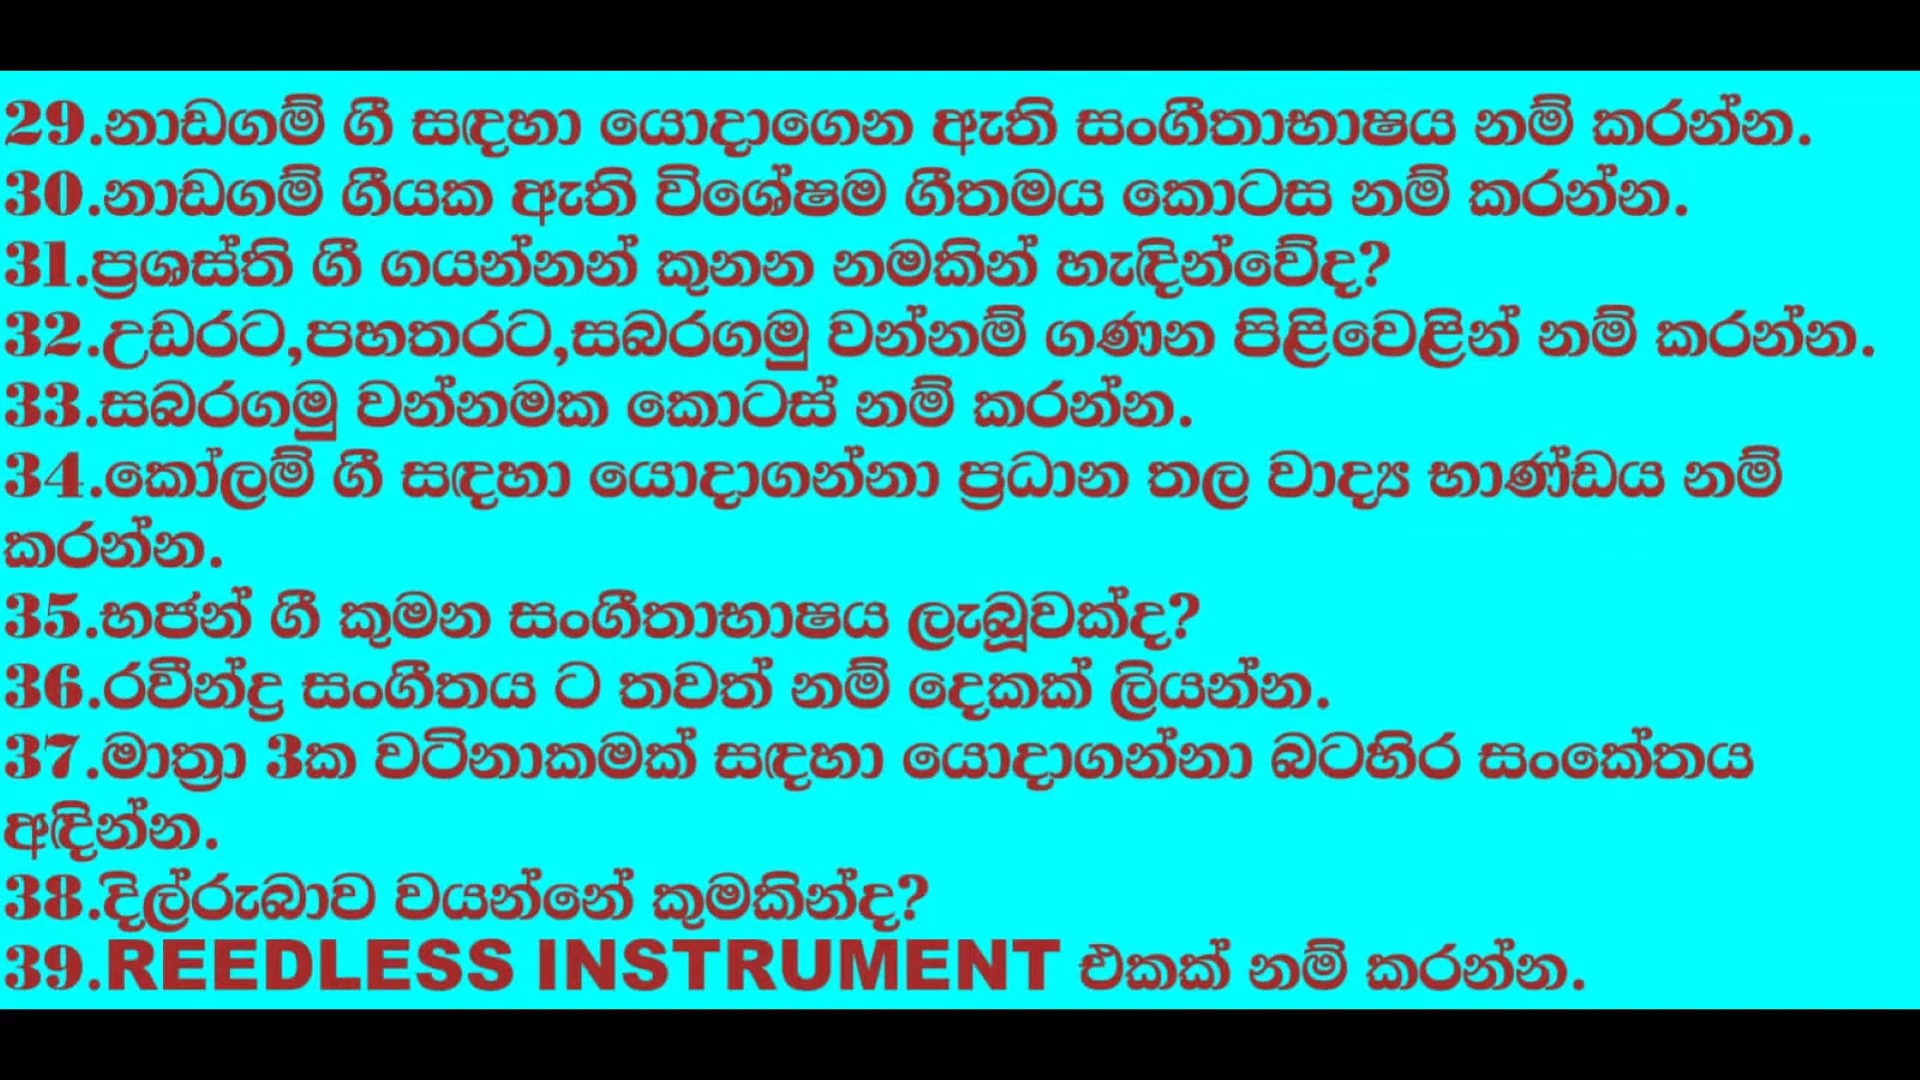 29.නාඩගම් ගී සඳහා යොදාගෙන ඇති සංගීතාභාෂය නම් කරන්න.
30.නාඩගම් ගීයක ඇති විශේෂම ගීතමය කොටස නම් කරන්න.
31.ප්‍රශස්ති ගී ගයන්නන් කුනන නමකින් හැඳින්වේද?
32.උඩරට,පහතරට,සබරගමු වන්නම් ගණන පිළිවෙළින් නම් කරන්න.
33.සබරගමු වන්නමක කොටස් නම් කරන්න.
34.කෝලම් ගී සඳහා යොදාගන්නා ප්‍රධාන තල වාද්‍ය භාණ්ඩය නම්
කරන්න.
35.භජන් ගී කුමන සංගීතාභාෂය ලැබූවක්ද?
36.රවීන්ද්‍ර සංගීතය ට තවත් නම් දෙකක් ලියන්න.
37.මාත්‍රා 3ක වටිනාකමක් සඳහා යොදාගන්නා බටහිර සංකේතය
අඳින්න.
38.දිල්රුබාව වයන්නේ කුමකින්ද?
39.REEDLESS INSTRUMENT එකක් නම් කරන්න.